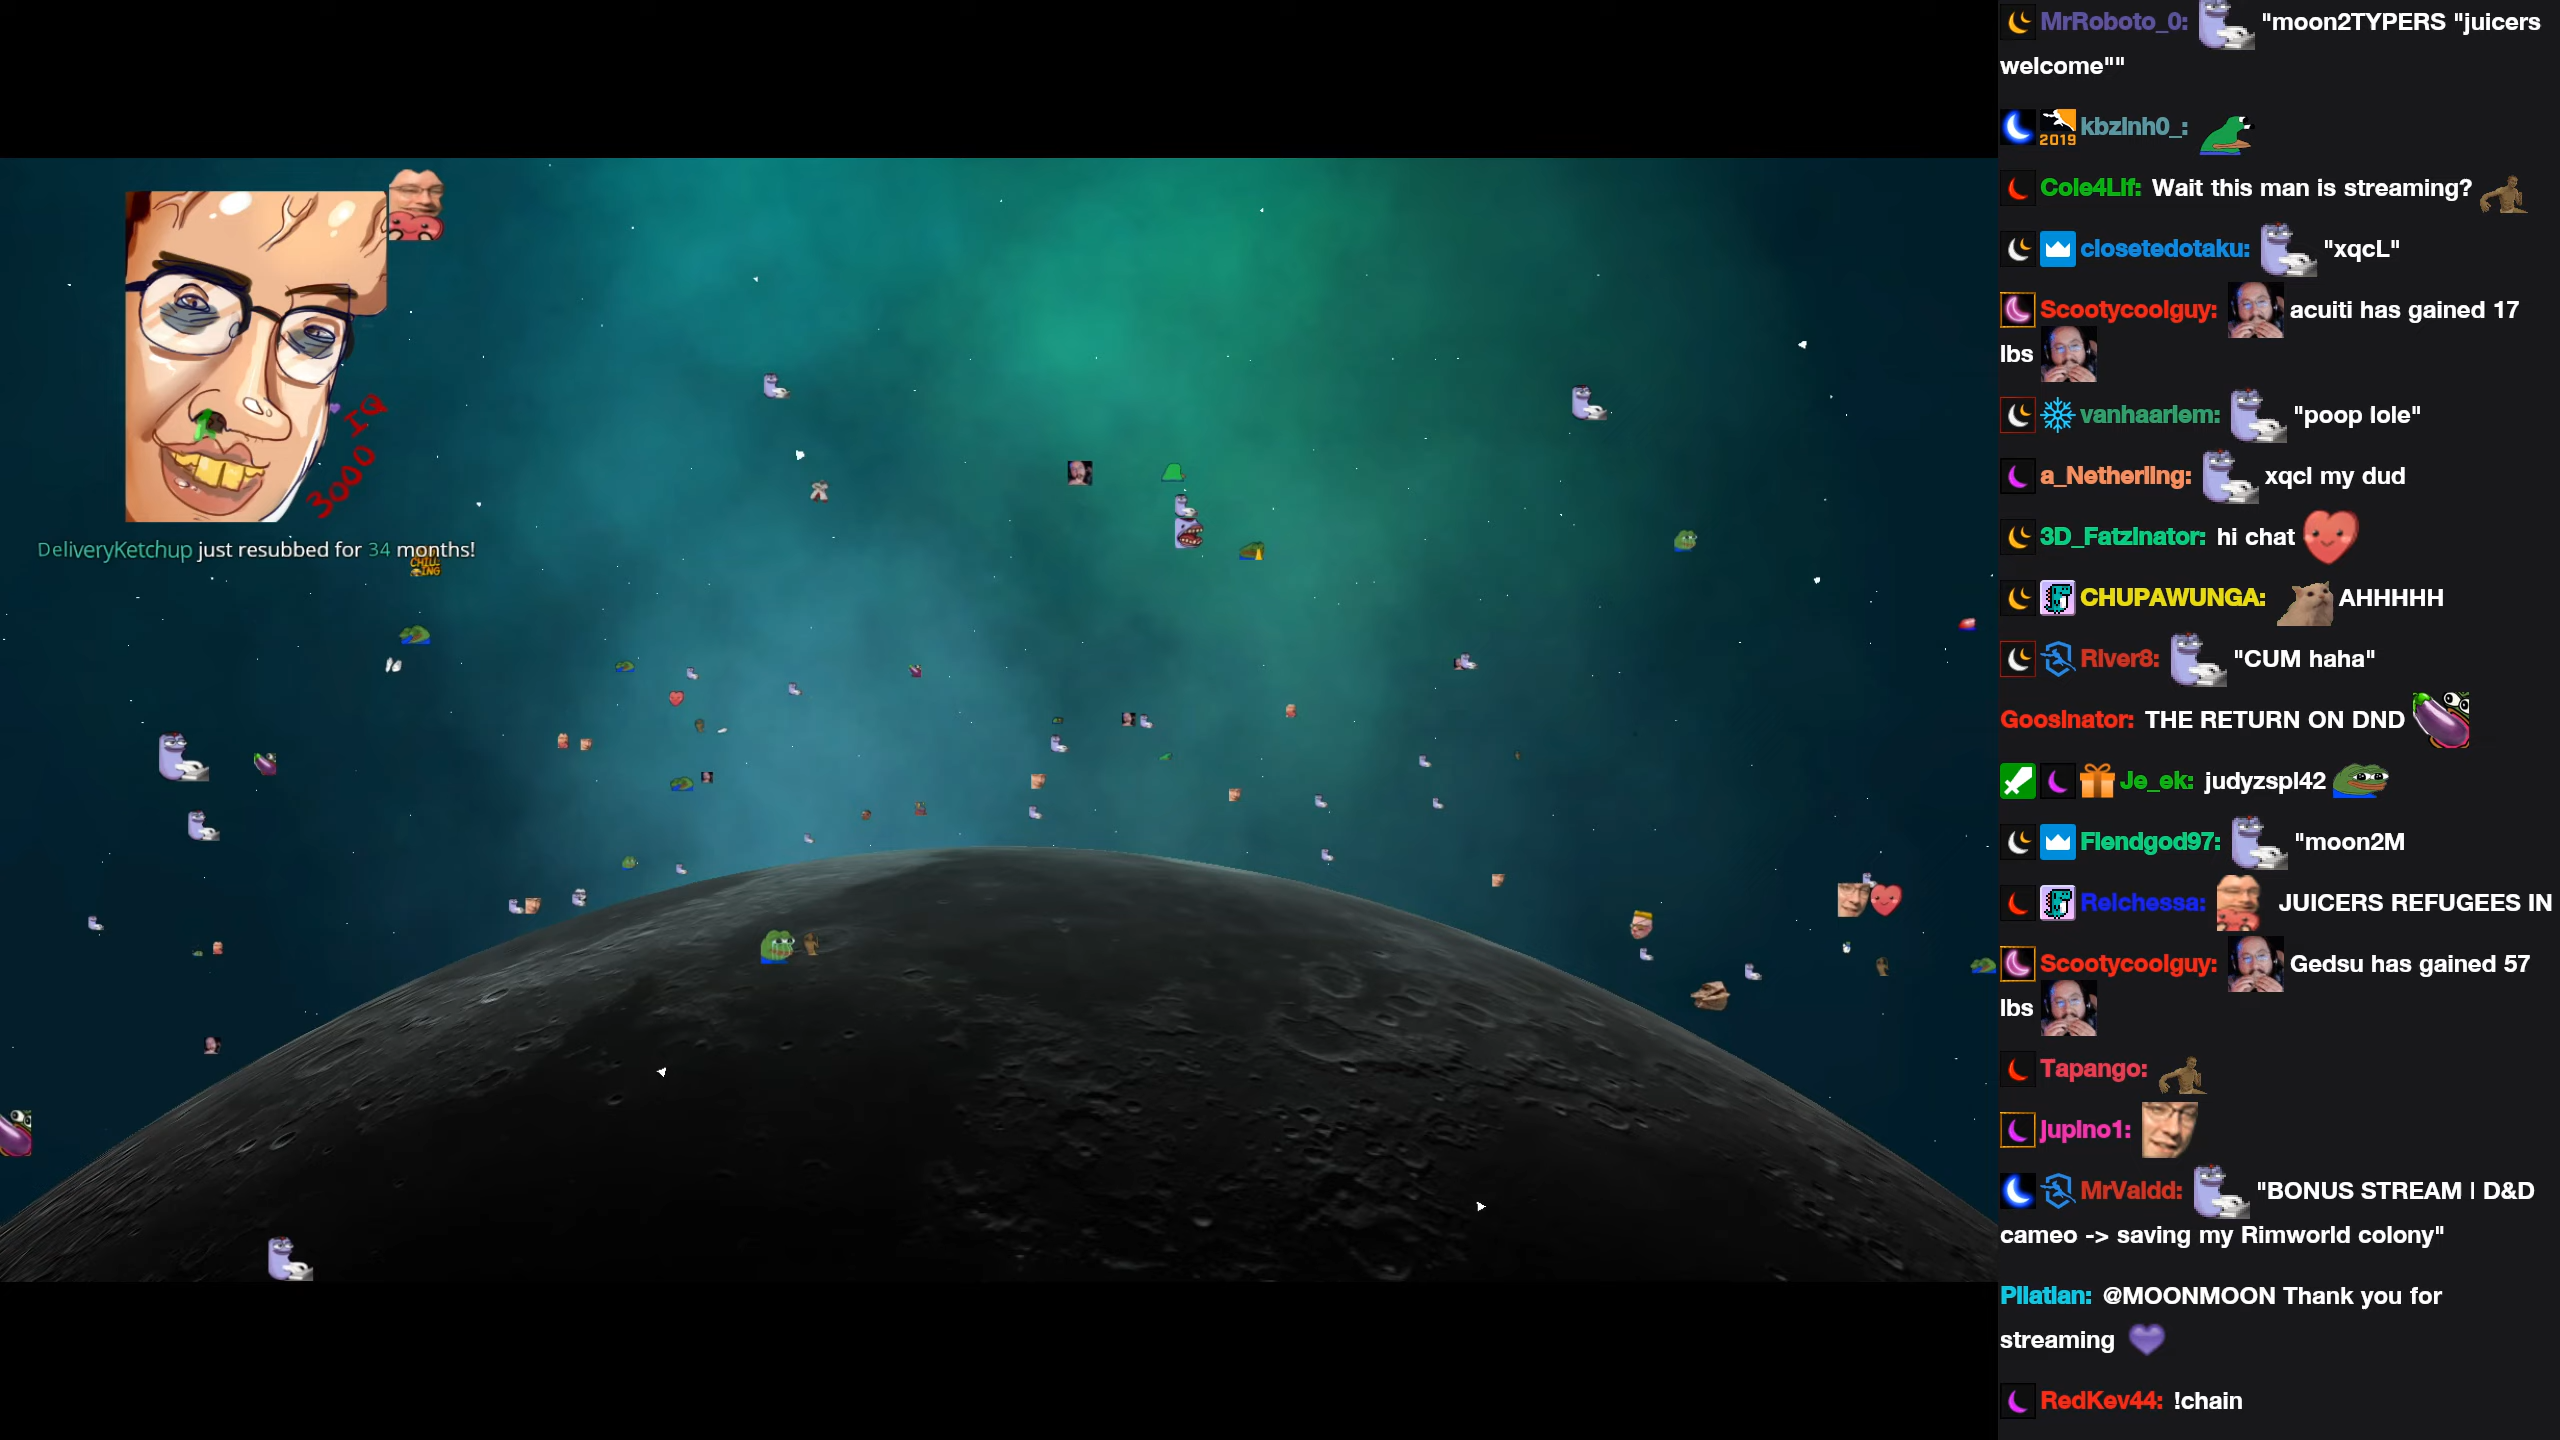 3000 IQ
DeliveryKetchup just resubbed for 34 months!
MrRoboto_0: "moon2TYPERS "juicers
welcome""
2019 kbzInh0_:
Cole4Llf: Wait this man is streaming?
closetedotaku: "xqcL"
Scootycoolguy: acuiti has gained 17
lbs
vanhaarlem: "poop lole"
a_Netherling: xqcl my dud
3D_Fatzinator: hi chat
CHUPAWUNGA: AHHHHH
River8: "CUM haha"
Goosinator: THE RETURN ON DND
Je_ek: judyzspl42
Fiendgod97: "moon2M
Reichessa: JUICERS REFUGEES IN
Scootycoolguy: Gedsu has gained 57
lbs
Tapango:
jupino1:
MrValdd: "BONUS STREAM | D&D
cameo -> saving my Rimworld colony"
Pilatian: @MOONMOON Thank you for
streaming
RedKev44: !chain